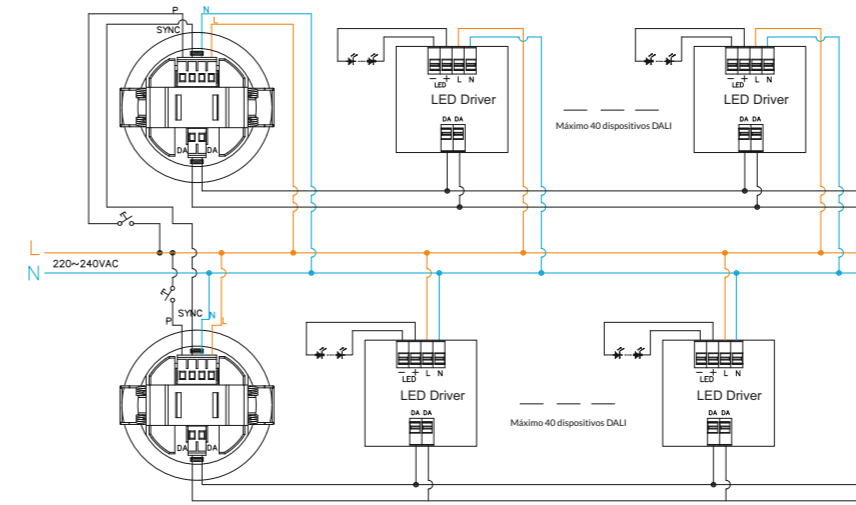 P
N
SYNC
L
− + L N
LED
LED Driver
DA DA
Máximo 40 dispositivos DALI
− + L N
LED
LED Driver
DA DA
DA DA
L
220~240VAC
N
SYNC
N
P
L
− + L N
LED
LED Driver
DA DA
Máximo 40 dispositivos DALI
− + L N
LED
LED Driver
DA DA
DA DA